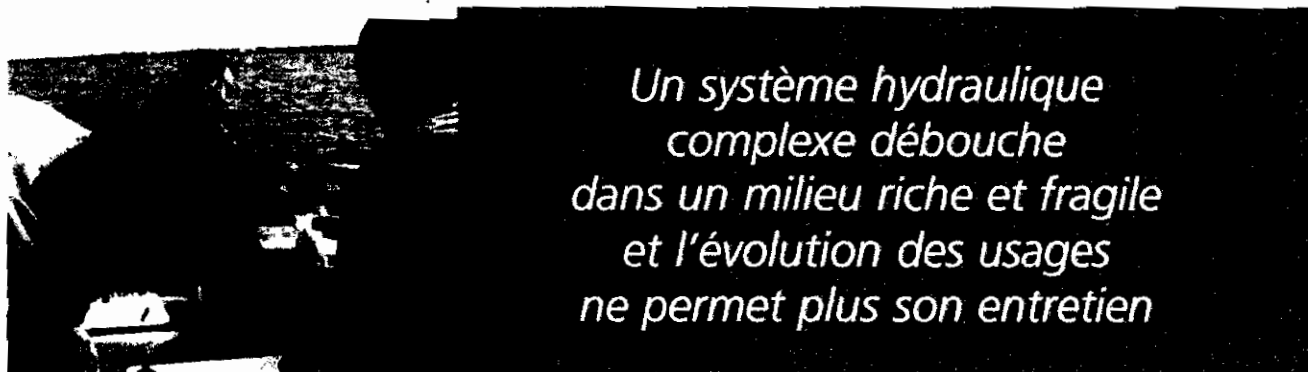 Un système hydraulique
complexe débouche
dans un milieu riche et fragile
et l'évolution des usages
ne permet plus son entretien